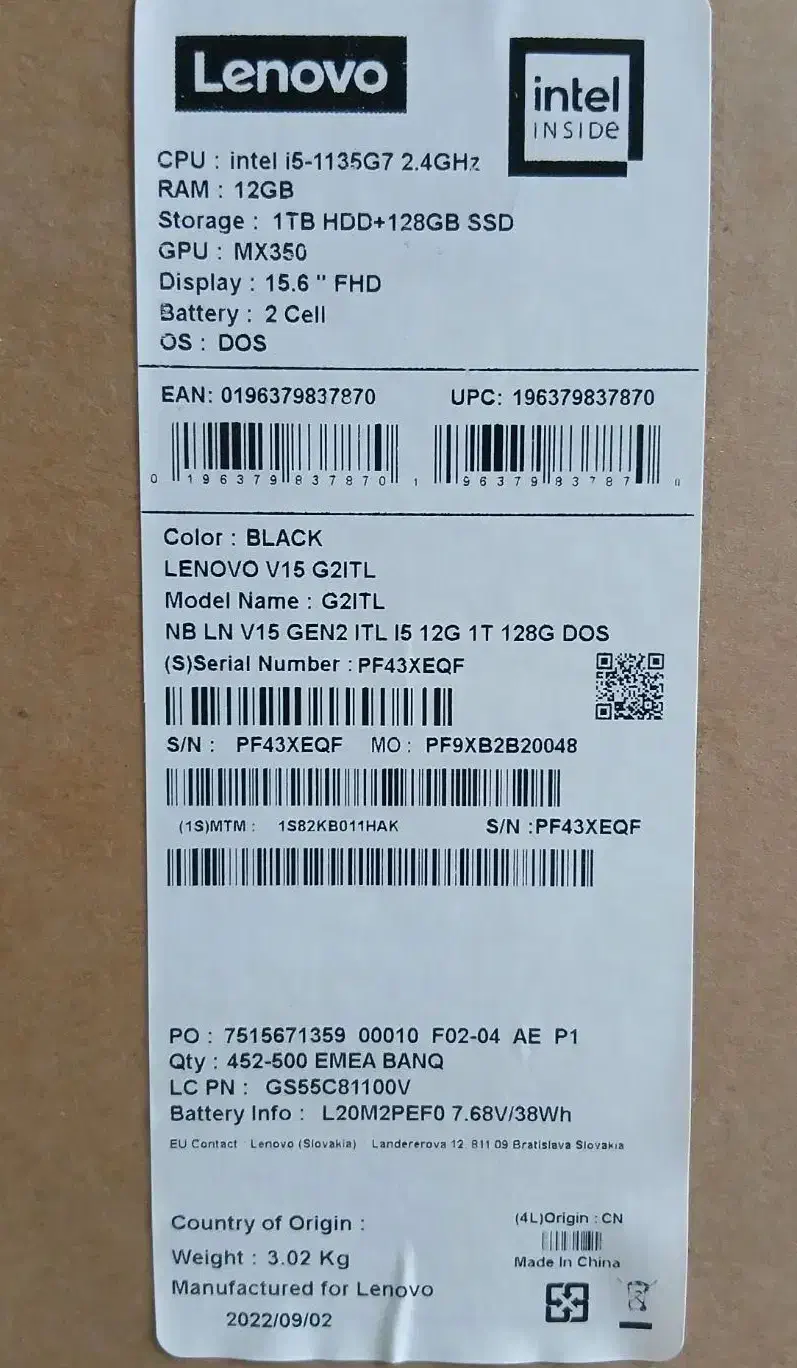 Lenovo
intel
INSIDe
CPU : intel i5-1135G7 2.4GHz
RAM : 12GB
Storage : 1TB HDD+128GB SSD
GPU : MX350
Display : 15.6 " FHD
Battery : 2 Cell
OS : DOS
EAN: 0196379837870 UPC: 196379837870
0 196379 837870 1 96379 83787 0
Color : BLACK
LENOVO V15 G2ITL
Model Name : G2ITL
NB LN V15 GEN2 ITL I5 12G 1T 128G DOS
(S)Serial Number : PF43XEQF
S/N : PF43XEQF MO : PF9XB2B20048
(1S)MTM : 1S82KB011HAK S/N :PF43XEQF
PO : 7515671359 00010 F02-04 AE P1
Qty : 452-500 EMEA BANQ
LC PN : GS55C81100V
Battery Info : L20M2PEF0 7.68V/38Wh
EU Contact Lenovo (Slovakia) Landererova 12 811 09 Bratislava Slovakia
Country of Origin :
(4L)Origin : CN
Weight : 3.02 Kg
Made In China
Manufactured for Lenovo
2022/09/02